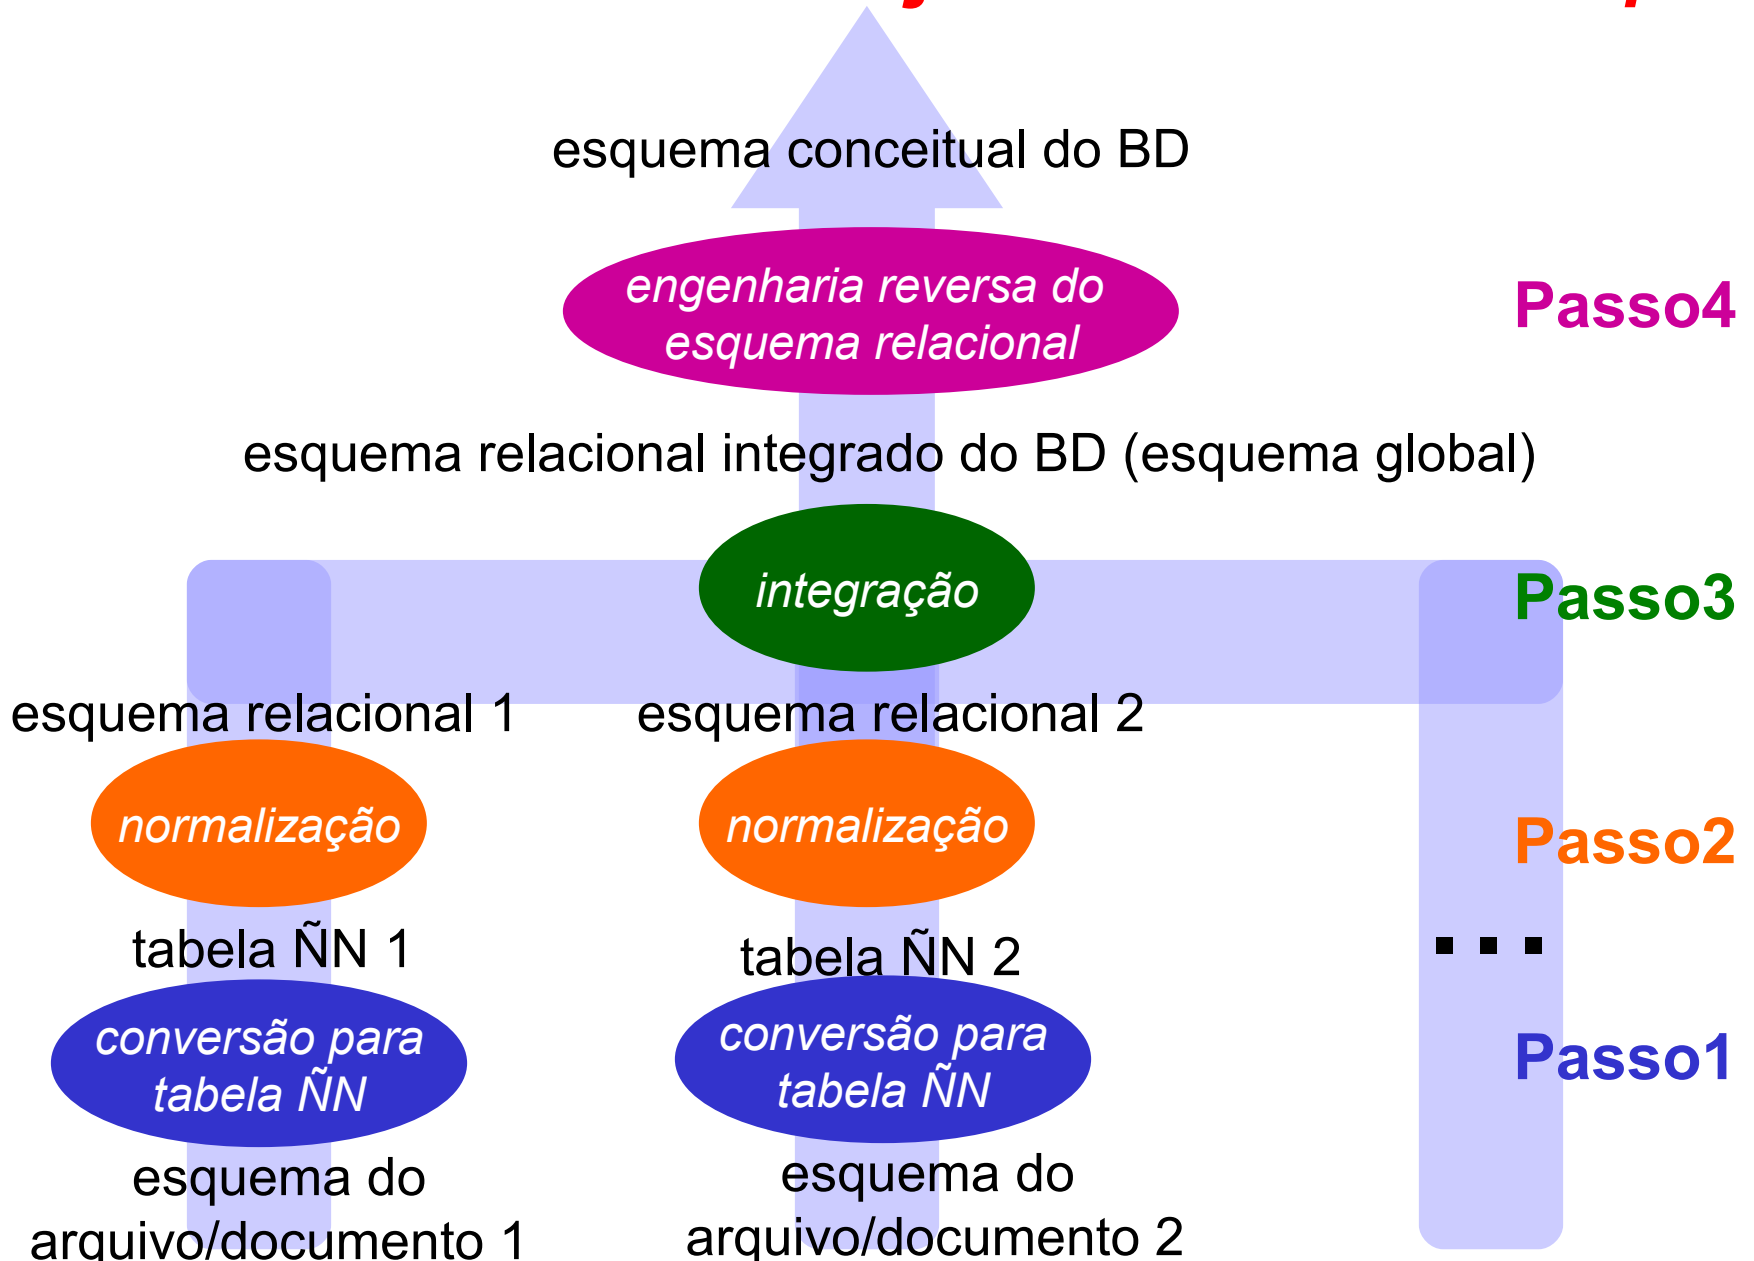 esquema conceitual do BD
engenharia reversa do
esquema relacional
Passo4
esquema relacional integrado do BD (esquema global)
integração
Passo3
esquema relacional 1
esquema relacional 2
normalização
normalização
Passo2
tabela ÑN 1
tabela ÑN 2
...
conversão para
tabela ÑN
conversão para
tabela ÑN
Passo1
esquema do
arquivo/documento 1
esquema do
arquivo/documento 2